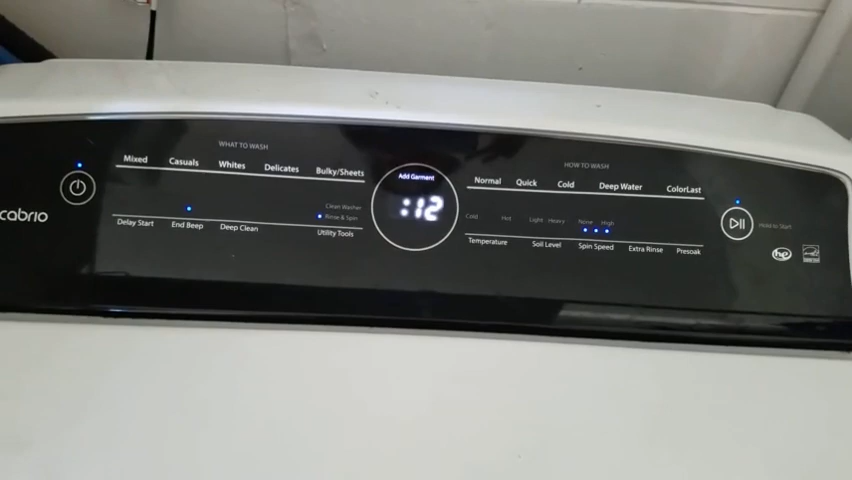 WHAT TO WASH
Mixed Casuals Whites Delicates Bulky/Sheets
Clean Washer
Rinse & Spin
Delay Start End Beep Deep Clean Utility Tools
cabrio
Add Garment
:12
HOW TO WASH
Normal Quick Cold Deep Water ColorLast
Cold Hot Light Heavy None High
Temperature Soil Level Spin Speed Extra Rinse Presoak
Hold to Start
he